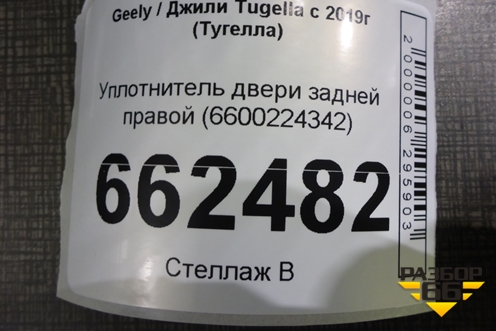 Geely / Джили Tugella с 2019г
(Тугелла)
Уплотнитель двери задней
правой (6600224342)
662482
Стеллаж В
2000006295903
РАЗБОР
66